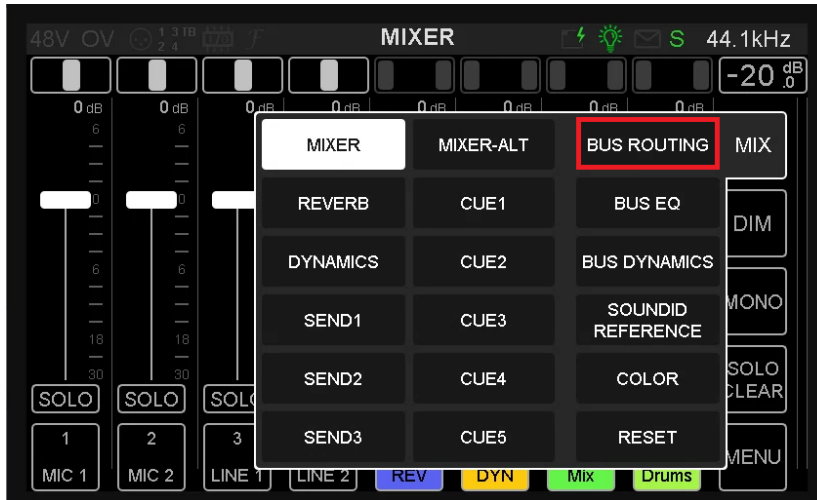 48V OV 1 3 TB 2 4 F MIXER S 44.1kHz
-20 .0 dB
0 dB 0 dB 0 dB 0 dB 0 dB 0 dB 0 dB 0 dB
6 6
MIXER MIXER-ALT BUS ROUTING MIX
0 0
REVERB CUE1 BUS EQ
DIM
DYNAMICS CUE2 BUS DYNAMICS
6 6
SEND1 CUE3 SOUNDID
REFERENCE
MONO
18 18
SEND2 CUE4 COLOR
30 30
SOLO
CLEAR
SOLO SOLO SOLO
SEND3 CUE5 RESET
1 2 3
MENU
MIC 1 MIC 2 LINE 1 LINE 2 REV DYN Mix Drums